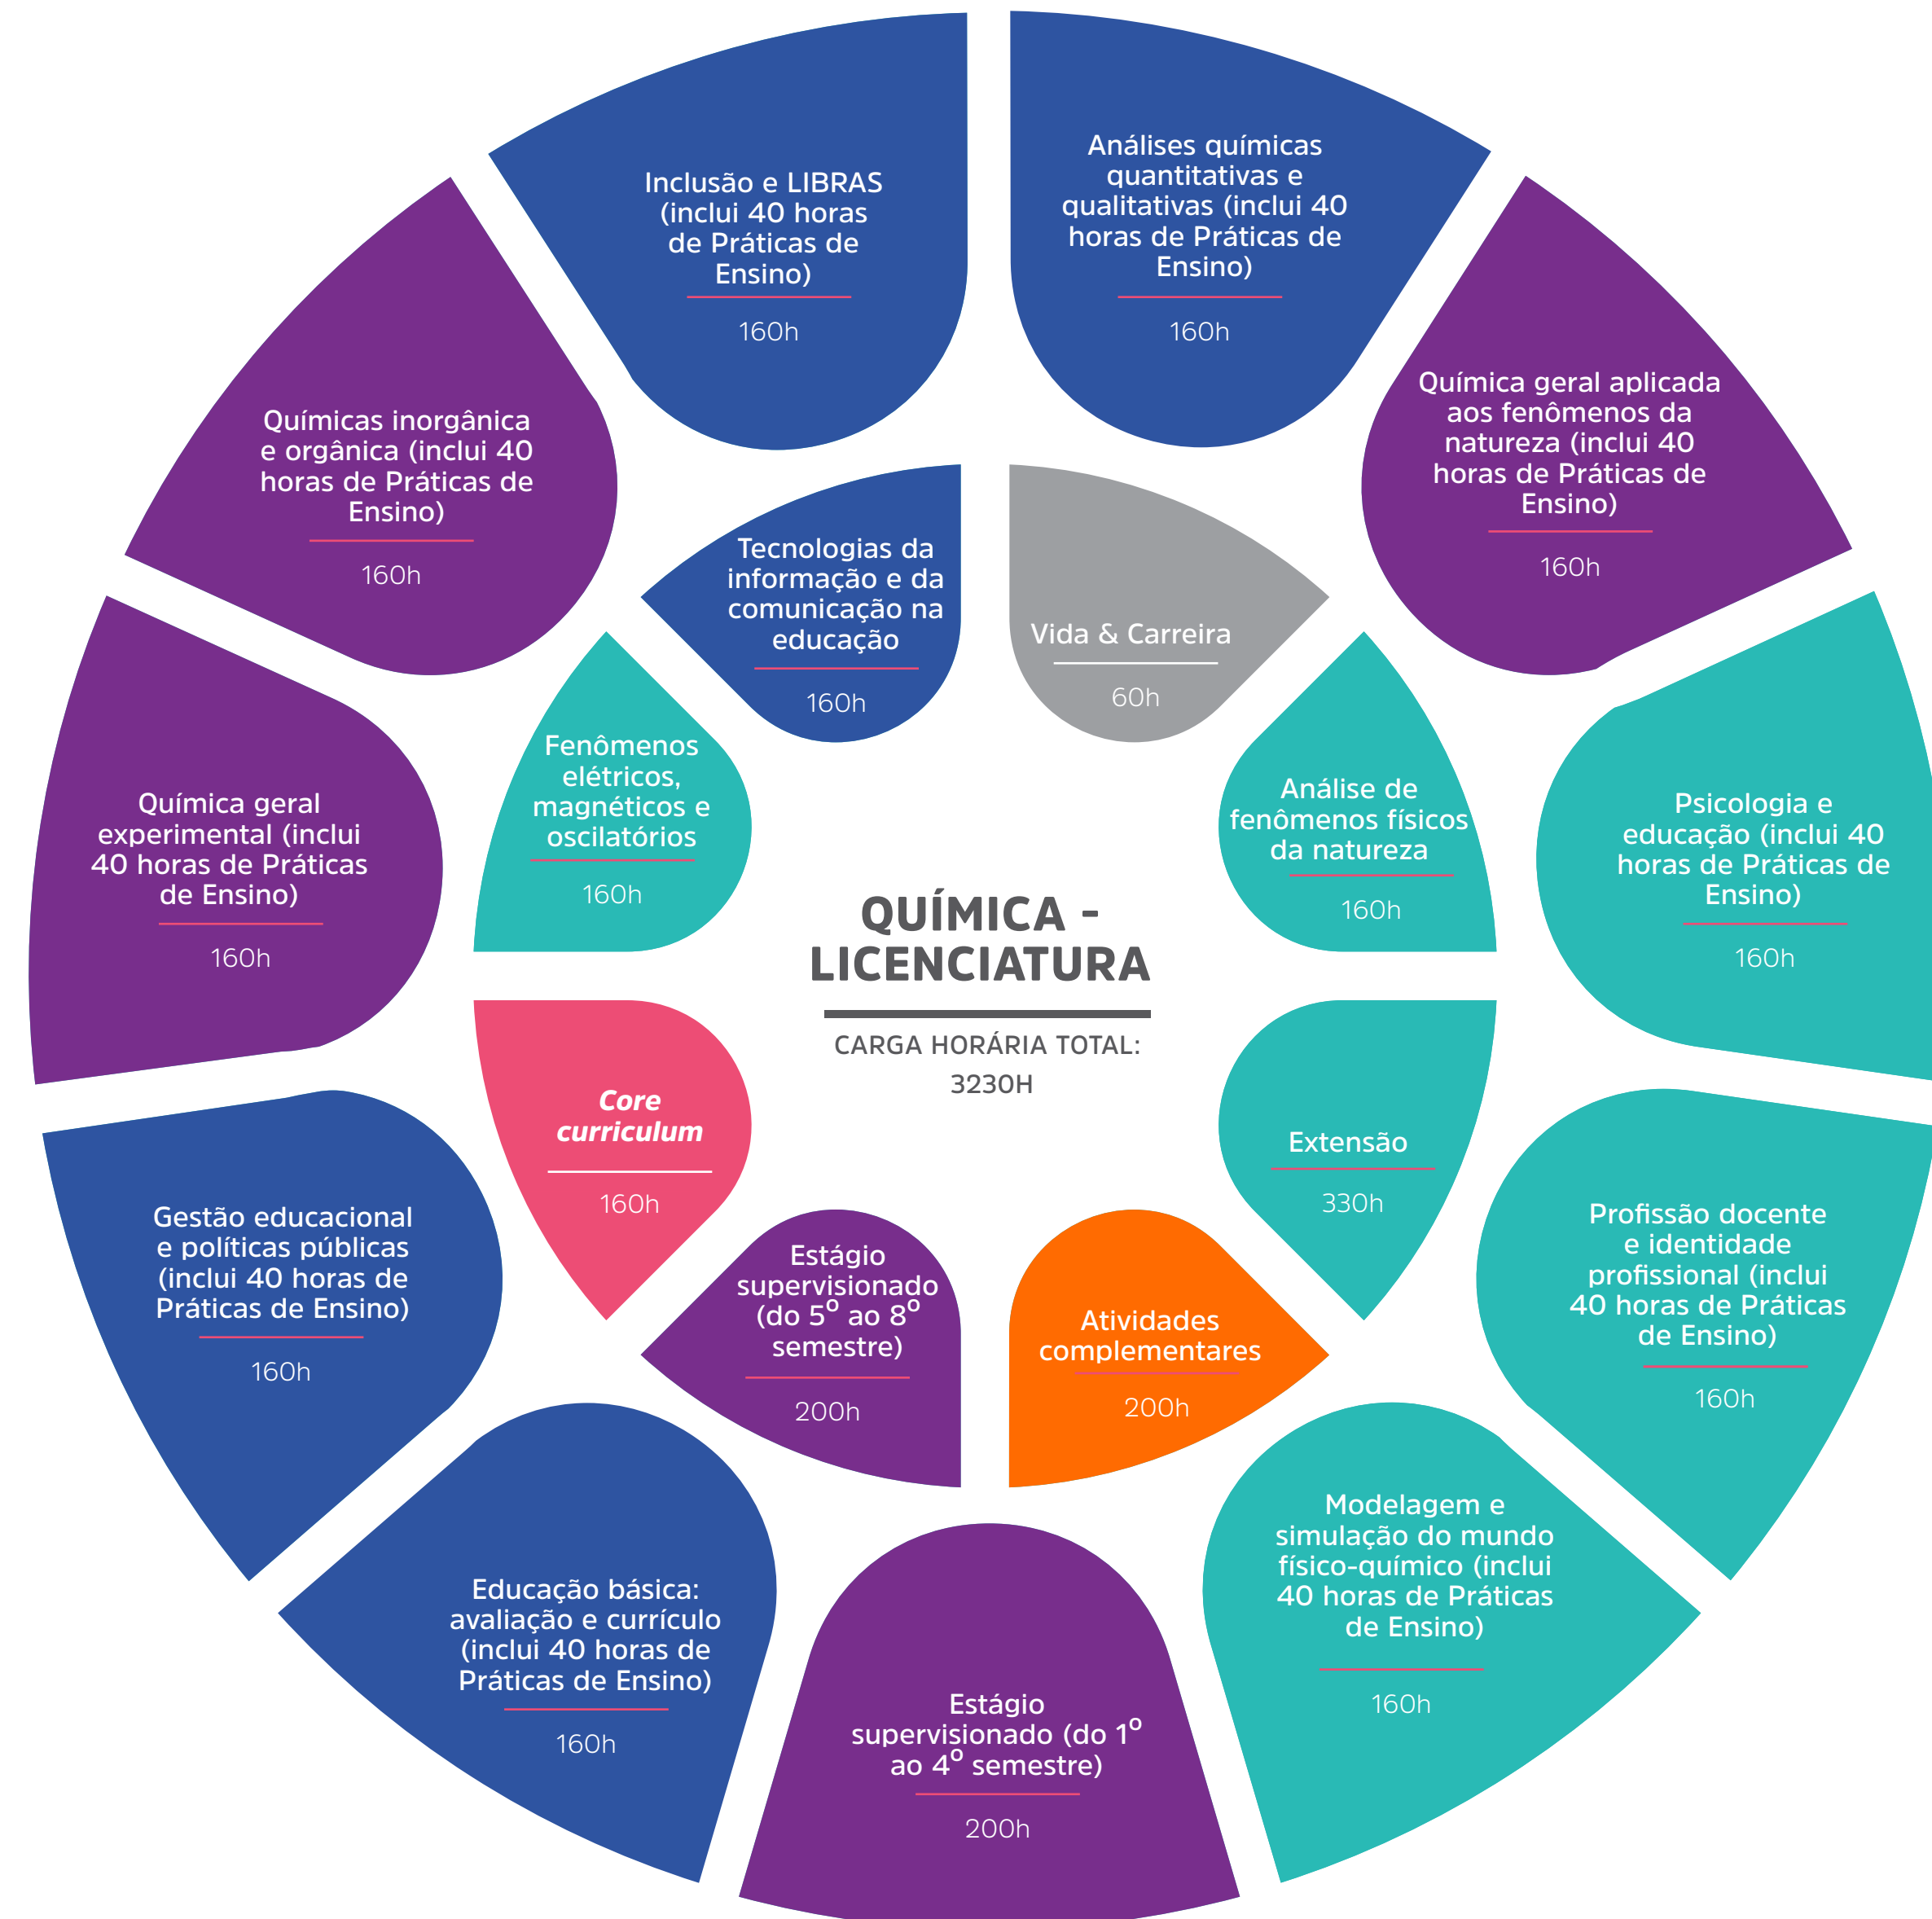 Inclusão e LIBRAS
(inclui 40 horas
de Práticas de
Ensino)
160h
Análises químicas
quantitativas e
qualitativas (inclui 40
horas de Práticas de
Ensino)
160h
Químicas inorgânica
e orgânica (inclui 40
horas de Práticas de
Ensino)
160h
Química geral aplicada
aos fenômenos da
natureza (inclui 40
horas de Práticas de
Ensino)
160h
Tecnologias da
informação e da
comunicação na
educação
160h
Vida & Carreira
60h
Química geral
experimental (inclui
40 horas de Práticas
de Ensino)
160h
Fenômenos
elétricos,
magnéticos e
oscilatórios
160h
Análise de
fenômenos físicos
da natureza
160h
Psicologia e
educação (inclui 40
horas de Práticas de
Ensino)
160h
QUÍMICA -
LICENCIATURA
CARGA HORÁRIA TOTAL:
3230H
Core
curriculum
160h
Extensão
330h
Gestão educacional
e políticas públicas
(inclui 40 horas de
Práticas de Ensino)
160h
Estágio
supervisionado
(do 5º ao 8º
semestre)
200h
Atividades
complementares
200h
Profissão docente
e identidade
profissional (inclui
40 horas de Práticas
de Ensino)
160h
Educação básica:
avaliação e currículo
(inclui 40 horas de
Práticas de Ensino)
160h
Estágio
supervisionado (do 1º
ao 4º semestre)
200h
Modelagem e
simulação do mundo
físico-químico (inclui
40 horas de Práticas
de Ensino)
160h